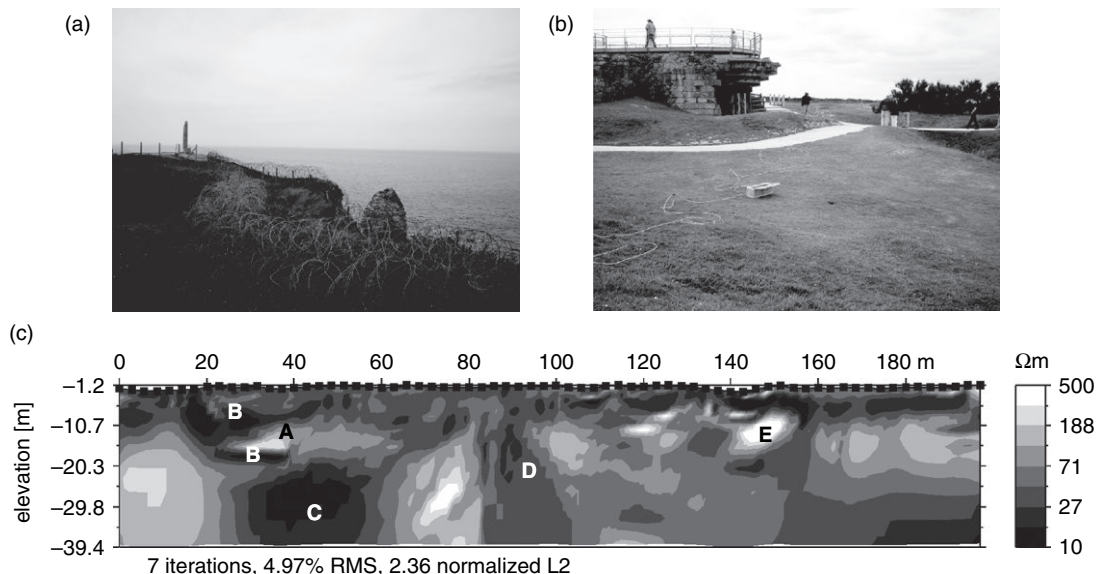 (a)
(b)
(c)
0 20 40 60 80 100 120 140 160 180 m
Ωm
−1.2
−10.7
−20.3
−29.8
−39.4
elevation [m]
B
A
B
C
D
E
500
188
71
27
10
7 iterations, 4.97% RMS, 2.36 normalized L2